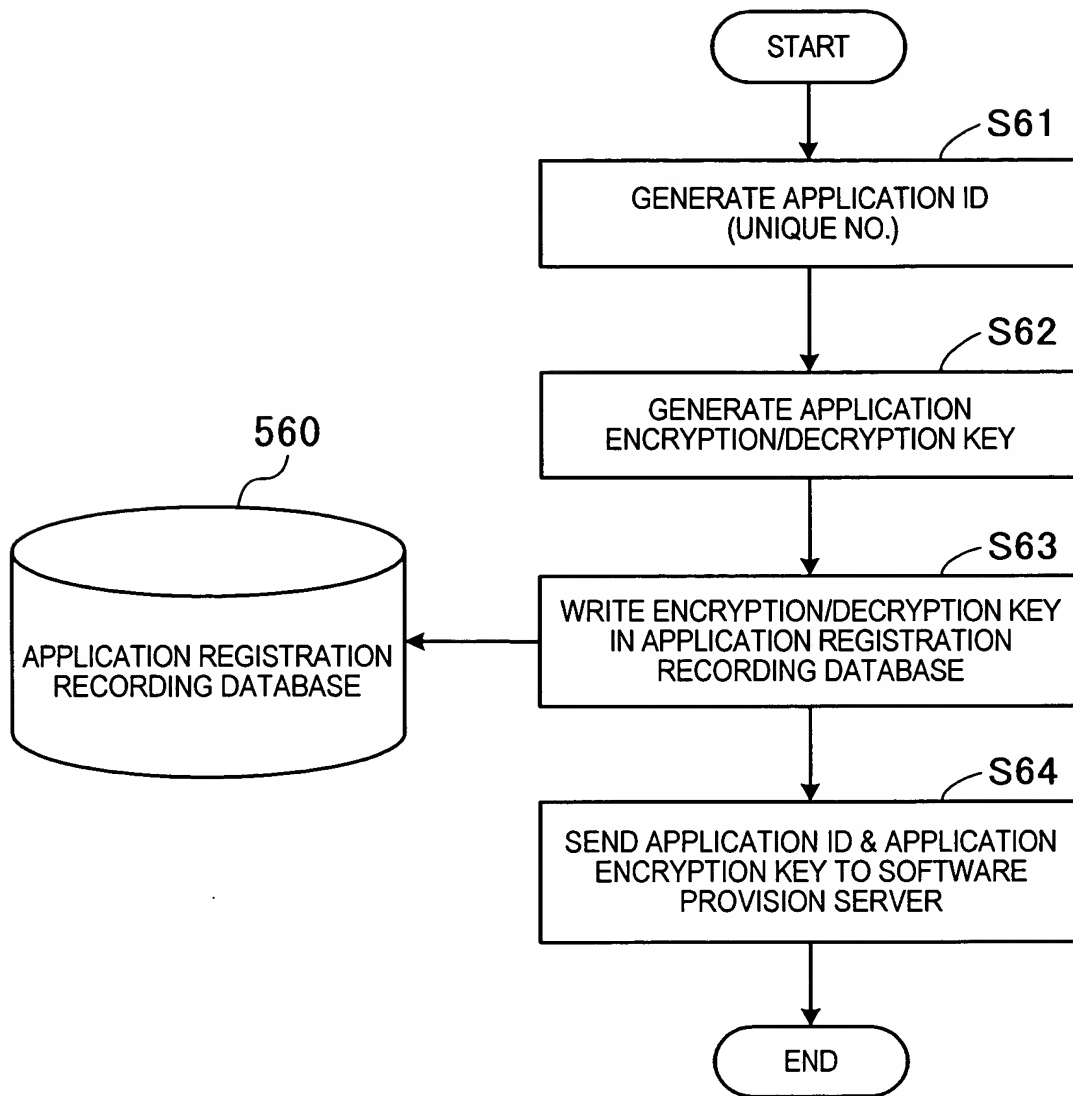 START
S61
GENERATE APPLICATION ID
(UNIQUE NO.)
S62
GENERATE APPLICATION
ENCRYPTION/DECRYPTION KEY
560
APPLICATION REGISTRATION
RECORDING DATABASE
S63
WRITE ENCRYPTION/DECRYPTION KEY
IN APPLICATION REGISTRATION
RECORDING DATABASE
S64
SEND APPLICATION ID & APPLICATION
ENCRYPTION KEY TO SOFTWARE
PROVISION SERVER
END